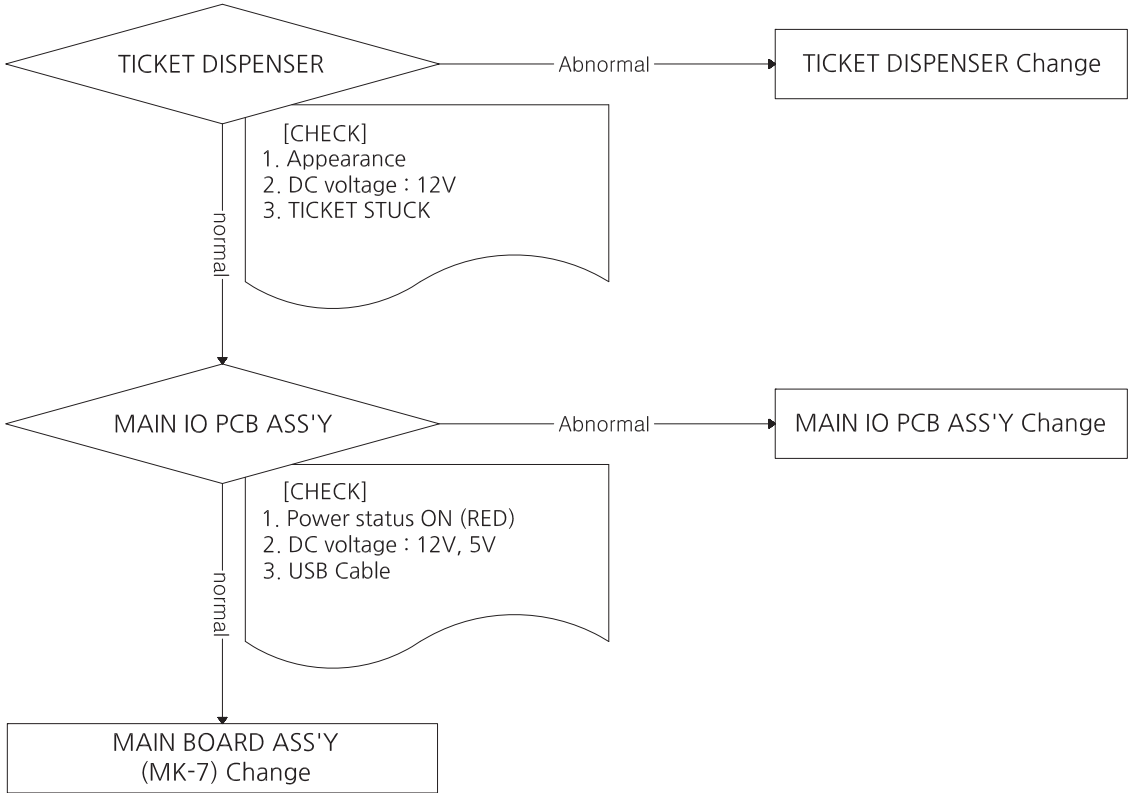 TICKET DISPENSER
Abnormal
TICKET DISPENSER Change
[CHECK]
1. Appearance
2. DC voltage : 12V
3. TICKET STUCK
normal
MAIN IO PCB ASS'Y
Abnormal
MAIN IO PCB ASS'Y Change
[CHECK]
1. Power status ON (RED)
2. DC voltage : 12V, 5V
3. USB Cable
normal
MAIN BOARD ASS'Y
(MK-7) Change